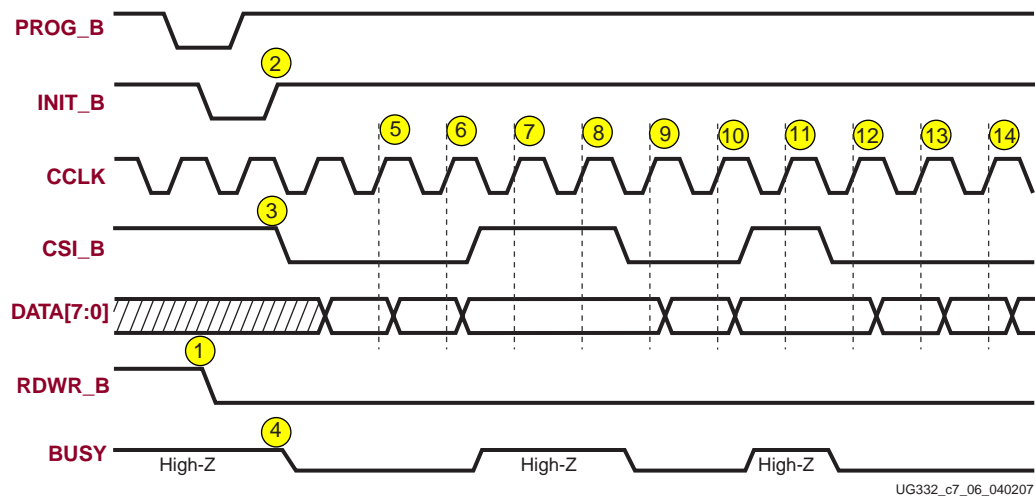 PROG_B
2
INIT_B
5 6 7 8 9 10 11 12 13 14
CCLK
3
CSI_B
DATA[7:0]
1
RDWR_B
4
BUSY
High-Z High-Z High-Z
UG332_c7_06_040207